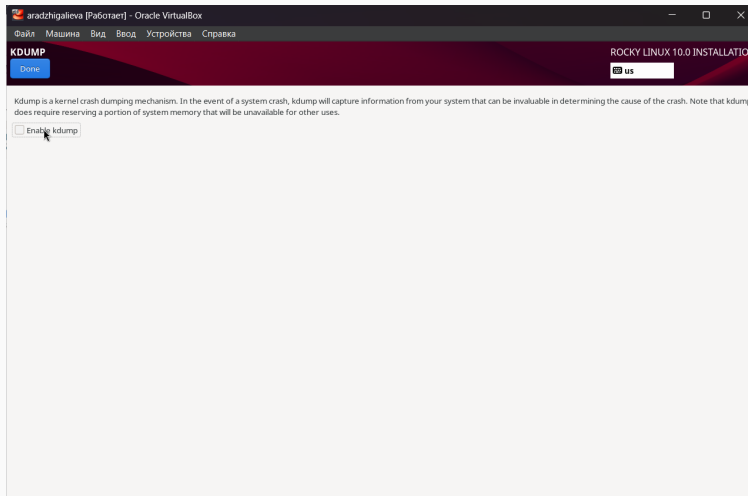 aradzhigalieva [Работает] - Oracle VirtualBox
Файл Машина Вид Ввод Устройства Справка
KDUMP
ROCKY LINUX 10.0 INSTALLATIO
Done
us
Kdump is a kernel crash dumping mechanism. In the event of a system crash, kdump will capture information from your system that can be invaluable in determining the cause of the crash. Note that kdump
does require reserving a portion of system memory that will be unavailable for other uses.
Enable kdump